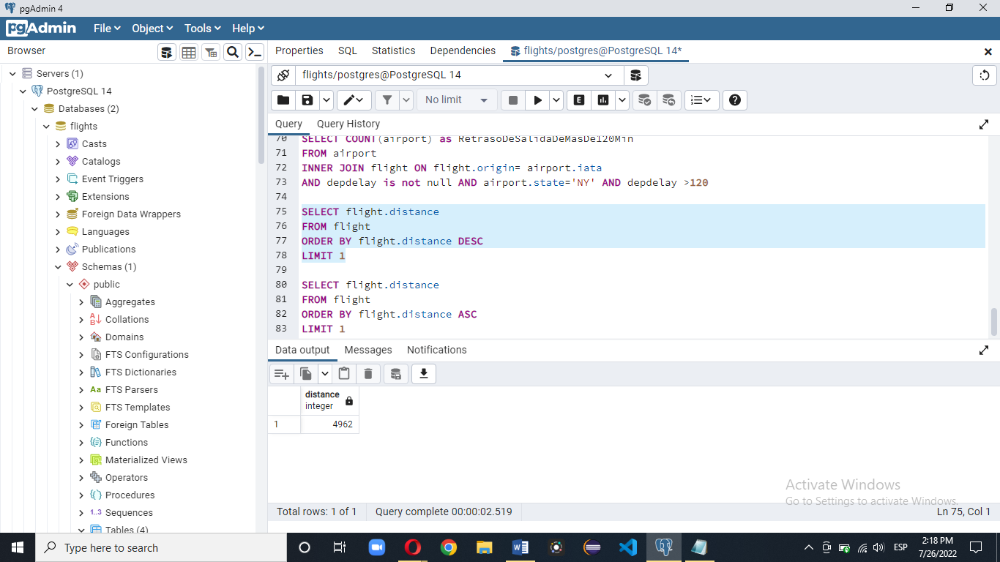 pgAdmin 4
pgAdmin File Object Tools Help
Browser
Properties SQL Statistics Dependencies flights/postgres@PostgreSQL 14*
Servers (1)
PostgreSQL 14
Databases (2)
flights
Casts
Catalogs
Event Triggers
Extensions
Foreign Data Wrappers
Languages
Publications
Schemas (1)
public
Aggregates
Collations
Domains
FTS Configurations
FTS Dictionaries
Aa FTS Parsers
FTS Templates
Foreign Tables
Functions
Materialized Views
Operators
Procedures
1..3 Sequences
Tables (4)
flights/postgres@PostgreSQL 14
No limit E
Query Query History
70 SELECT COUNT(airport) as RetrasoDeSalidaDeMasDe120Min
71 FROM airport
72 INNER JOIN flight ON flight.origin= airport.iata
73 AND depdelay is not null AND airport.state='NY' AND depdelay >120
74
75 SELECT flight.distance
76 FROM flight
77 ORDER BY flight.distance DESC
78 LIMIT 1
79
80 SELECT flight.distance
81 FROM flight
82 ORDER BY flight.distance ASC
83 LIMIT 1
Data output Messages Notifications
distance
integer
1 4962
Activate Windows
Go to Settings to activate Windows.
Total rows: 1 of 1 Query complete 00:00:02.519 Ln 75, Col 1
Type here to search
ESP
2:18 PM
7/26/2022